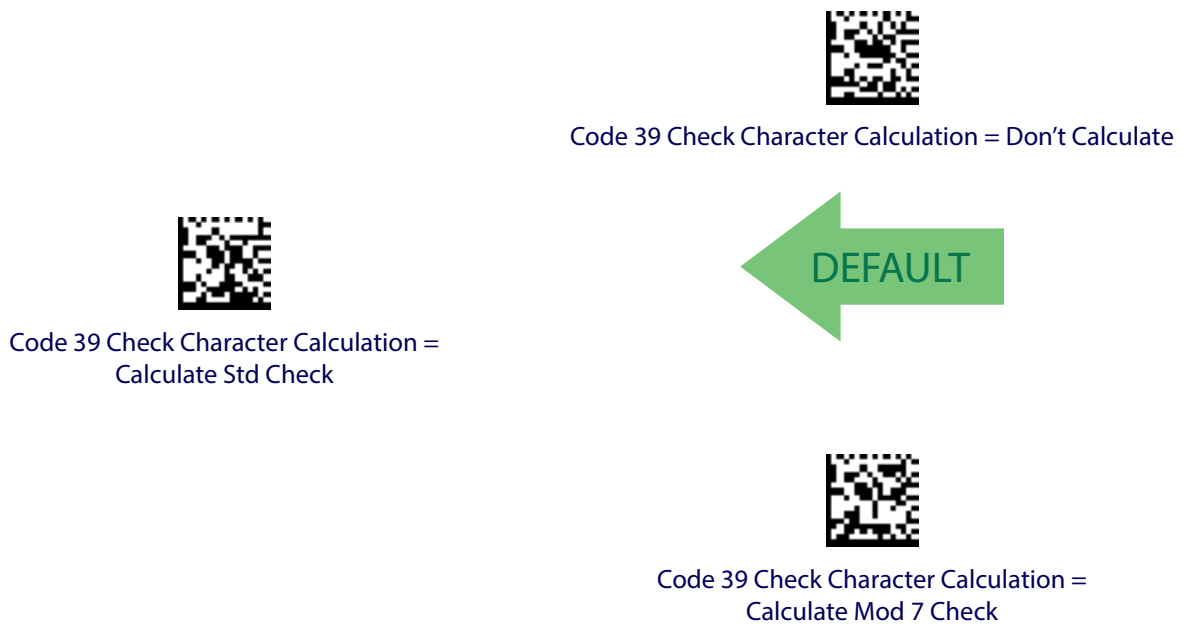 Code 39 Check Character Calculation = Don’t Calculate
DEFAULT
Code 39 Check Character Calculation =
Calculate Std Check
Code 39 Check Character Calculation =
Calculate Mod 7 Check